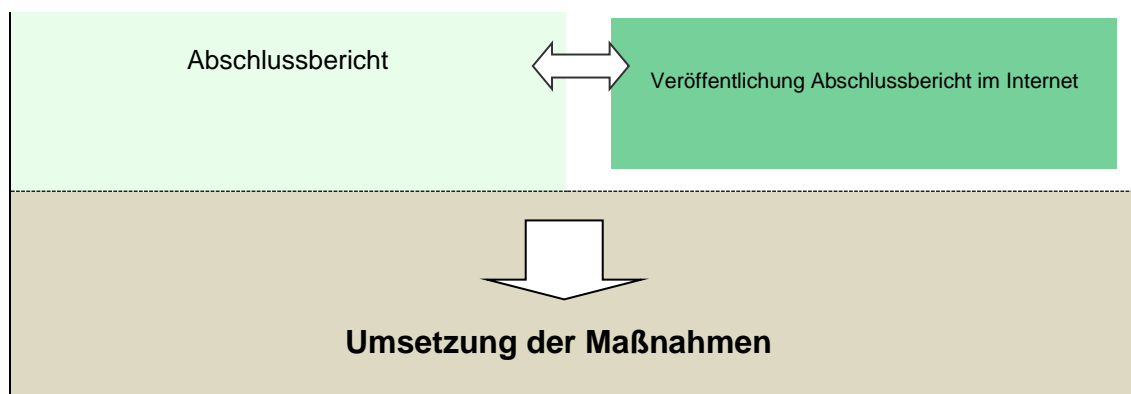 Abschlussbericht
Veröffentlichung Abschlussbericht im Internet
Umsetzung der Maßnahmen